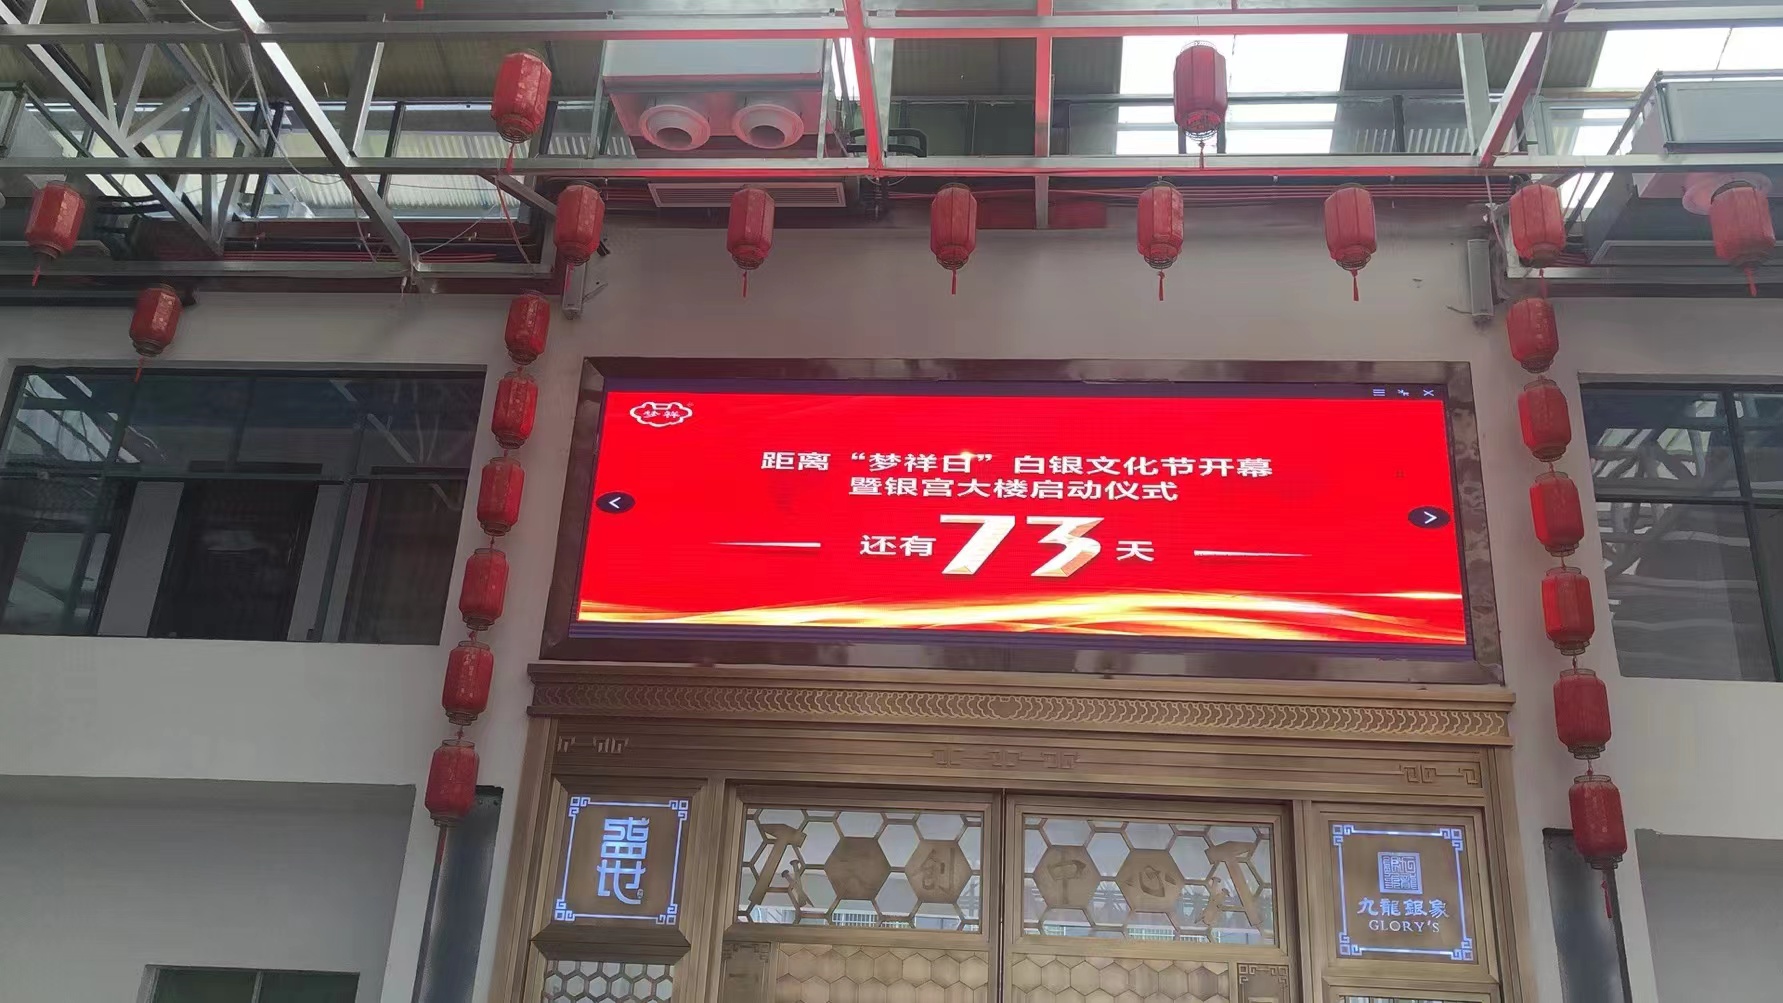 梦祥
距离“梦祥日”白银文化节开幕
暨银宫大楼启动仪式
还有73天
盛世
文创中心
九龍銀象
GLORY'S